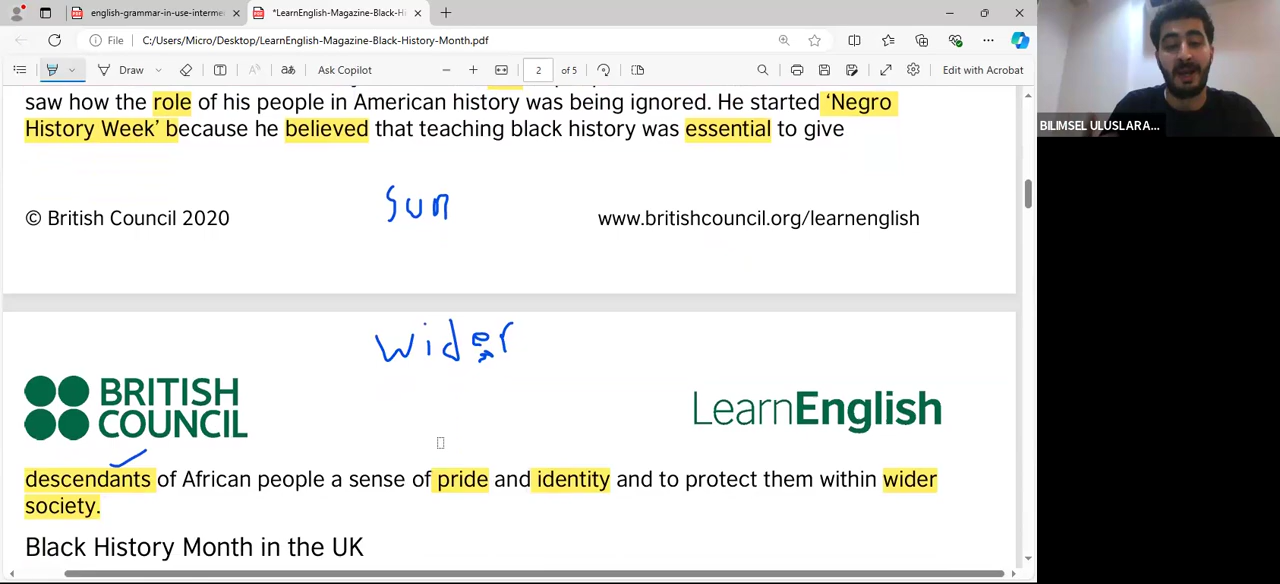 english-grammar-in-use-interme
*LearnEnglish-Magazine-Black-Hi
File
C:/Users/Micro/Desktop/LearnEnglish-Magazine-Black-History-Month.pdf
Draw
Ask Copilot
2 of 5
Edit with Acrobat
saw how the role of his people in American history was being ignored. He started ‘Negro
History Week’ because he believed that teaching black history was essential to give
sun
© British Council 2020
www.britishcouncil.org/learnenglish
wider
BRITISH
COUNCIL
LearnEnglish
descendants of African people a sense of pride and identity and to protect them within wider
society.
Black History Month in the UK
BILIMSEL ULUSLARA...